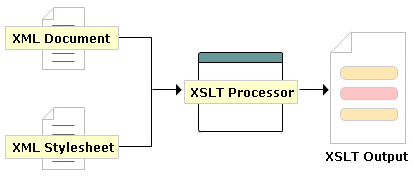 XML Document
XSLT Processor
XML Stylesheet
XSLT Output